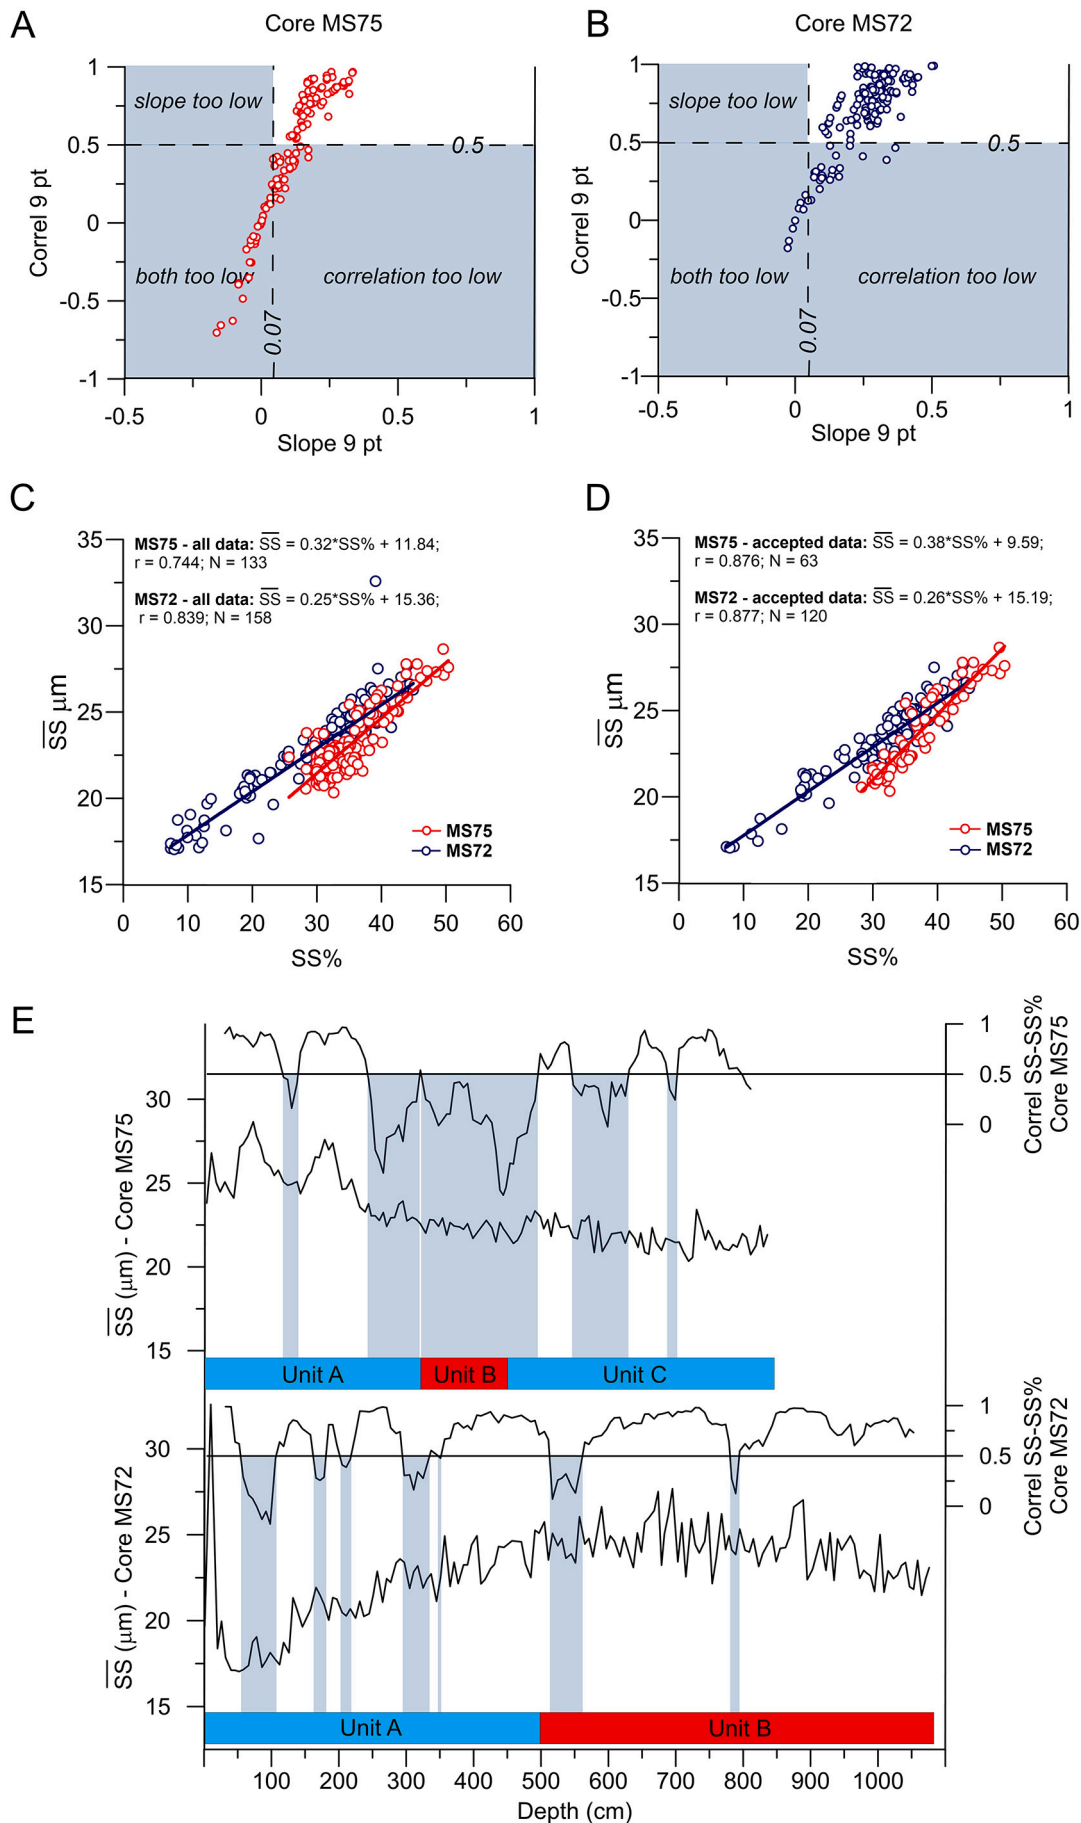 A
Core MS75
B
Core MS72
1
0.5
0
-0.5
-1
Correl 9 pt
slope too low
0.5
both too low
correlation too low
0.07
-0.5
0
0.5
1
Slope 9 pt
1
0.5
0
-0.5
-1
Correl 9 pt
slope too low
0.5
both too low
correlation too low
0.07
-0.5
0
0.5
1
Slope 9 pt
C
35
30
25
20
15
SS μm
MS75 - all data: SS = 0.32*SS% + 11.84;
r = 0.744; N = 133
MS72 - all data: SS = 0.25*SS% + 15.36;
r = 0.839; N = 158
MS75
MS72
0
10
20
30
40
50
60
SS%
D
35
30
25
20
15
SS μm
MS75 - accepted data: SS = 0.38*SS% + 9.59;
r = 0.876; N = 63
MS72 - accepted data: SS = 0.26*SS% + 15.19;
r = 0.877; N = 120
MS75
MS72
0
10
20
30
40
50
60
SS%
E
30
25
20
15
SS (μm) - Core MS75
1
0.5
0
Correl SS-SS%
Core MS75
Unit A
Unit B
Unit C
30
25
20
15
SS (μm) - Core MS72
1
0.5
0
Correl SS-SS%
Core MS72
Unit A
Unit B
100
200
300
400
500
600
700
800
900
1000
Depth (cm)